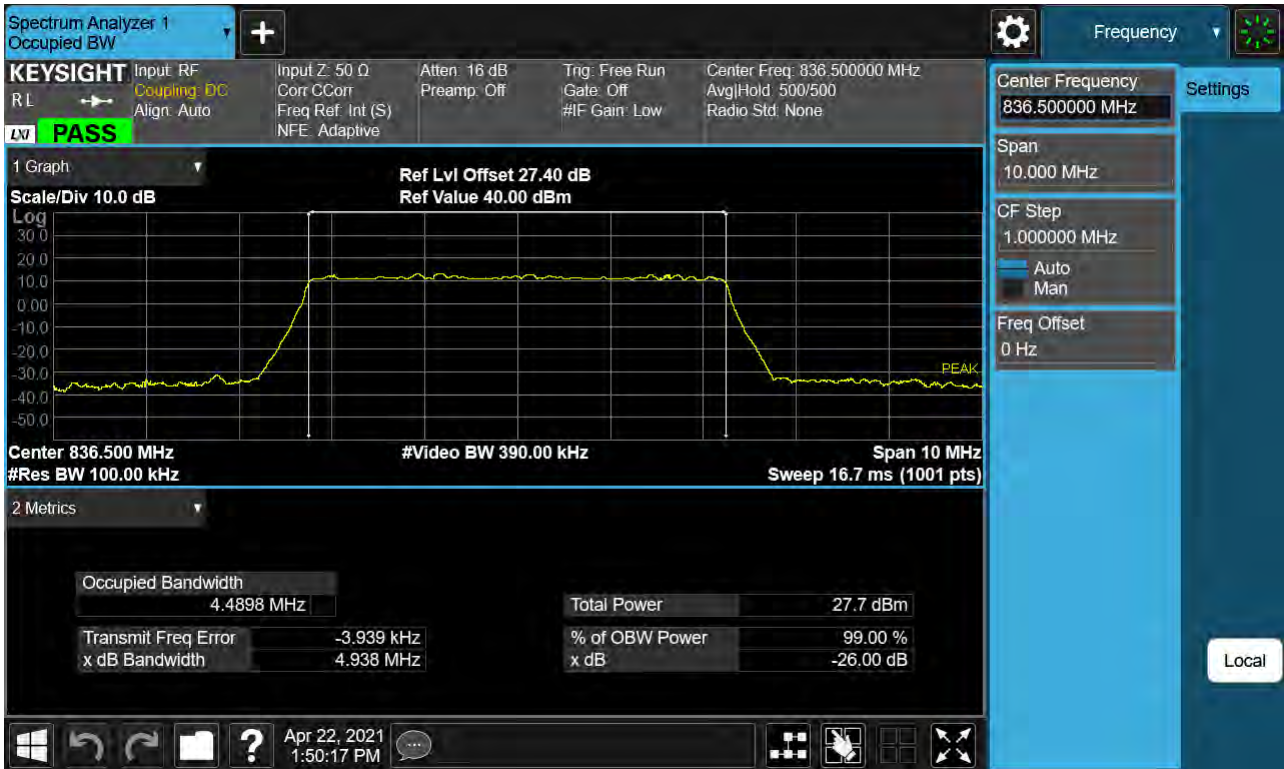 Spectrum Analyzer 1
Occupied BW
+
Frequency
KEYSIGHT
R L
LXI
PASS
Input: RF
Coupling: DC
Align: Auto
Input Z: 50 Ω
Corr CCorr
Freq Ref: Int (S)
NFE: Adaptive
Atten: 16 dB
Preamp: Off
Trig: Free Run
Gate: Off
#IF Gain: Low
Center Freq: 836.500000 MHz
Avg|Hold: 500/500
Radio Std: None
Center Frequency
836.500000 MHz
Settings
Span
10.000 MHz
CF Step
1.000000 MHz
Auto
Man
Freq Offset
0 Hz
Local
1 Graph
Scale/Div 10.0 dB
Ref Lvl Offset 27.40 dB
Ref Value 40.00 dBm
Log
30.0
20.0
10.0
0.00
-10.0
-20.0
-30.0
-40.0
-50.0
PEAK
Center 836.500 MHz
#Video BW 390.00 kHz
Span 10 MHz
#Res BW 100.00 kHz
Sweep 16.7 ms (1001 pts)
2 Metrics
Occupied Bandwidth
4.4898 MHz
Total Power 27.7 dBm
Transmit Freq Error -3.939 kHz
% of OBW Power 99.00 %
x dB Bandwidth 4.938 MHz
x dB -26.00 dB
?
Apr 22, 2021
1:50:17 PM